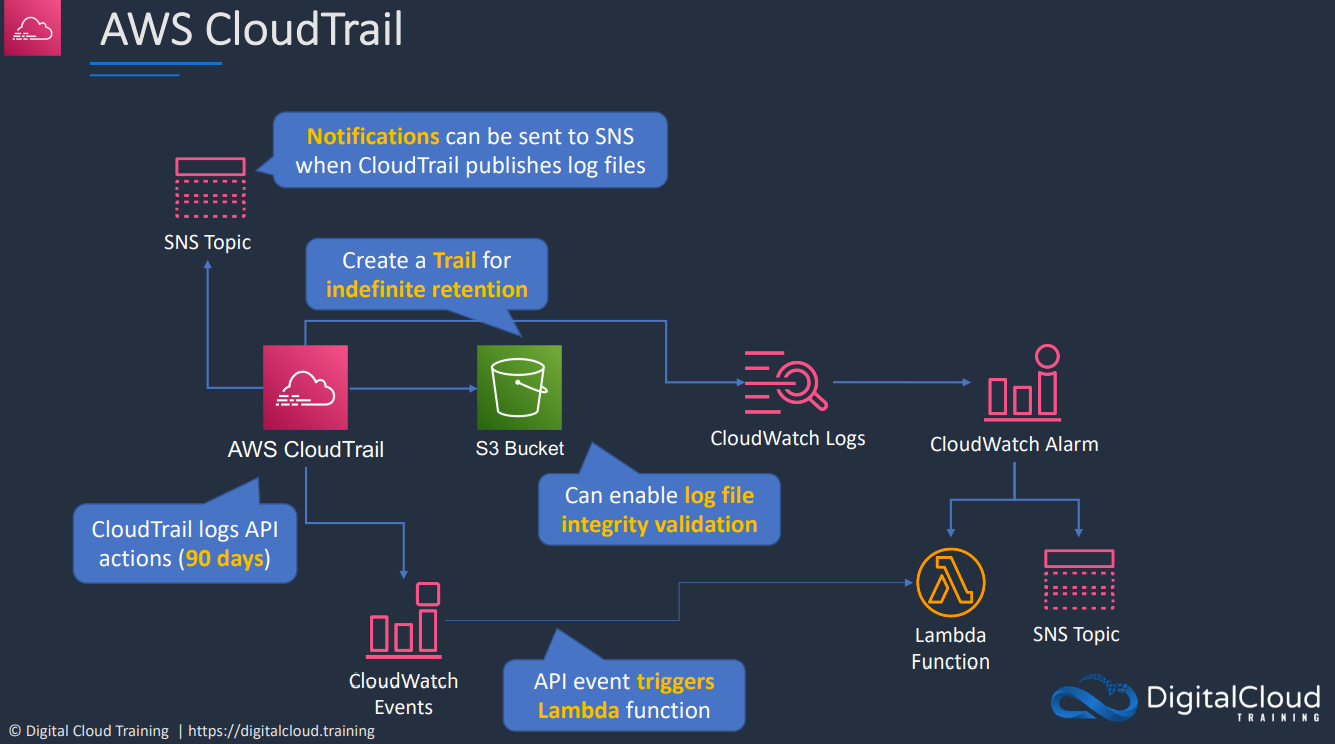 AWS CloudTrail
Notifications can be sent to SNS
when CloudTrail publishes log files
SNS Topic
Create a Trail for
indefinite retention
AWS CloudTrail
S3 Bucket
CloudWatch Logs
CloudWatch Alarm
Can enable log file
integrity validation
CloudTrail logs API
actions (90 days)
CloudWatch
Events
API event triggers
Lambda function
Lambda
Function
SNS Topic
DigitalCloud
TRAINING
© Digital Cloud Training | https://digitalcloud.training